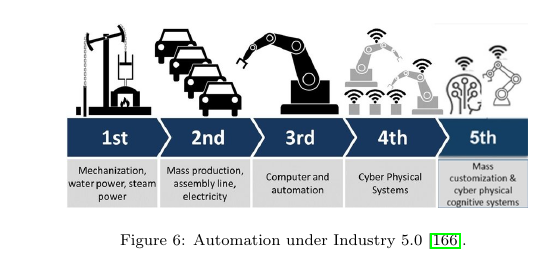 1st
2nd
3rd
4th
5th
Mechanization,
water power, steam
power
Mass production,
assembly line,
electricity
Computer and
automation
Cyber Physical
Systems
Mass
customization &
cyber physical
cognitive systems
Figure 6: Automation under Industry 5.0 [166].